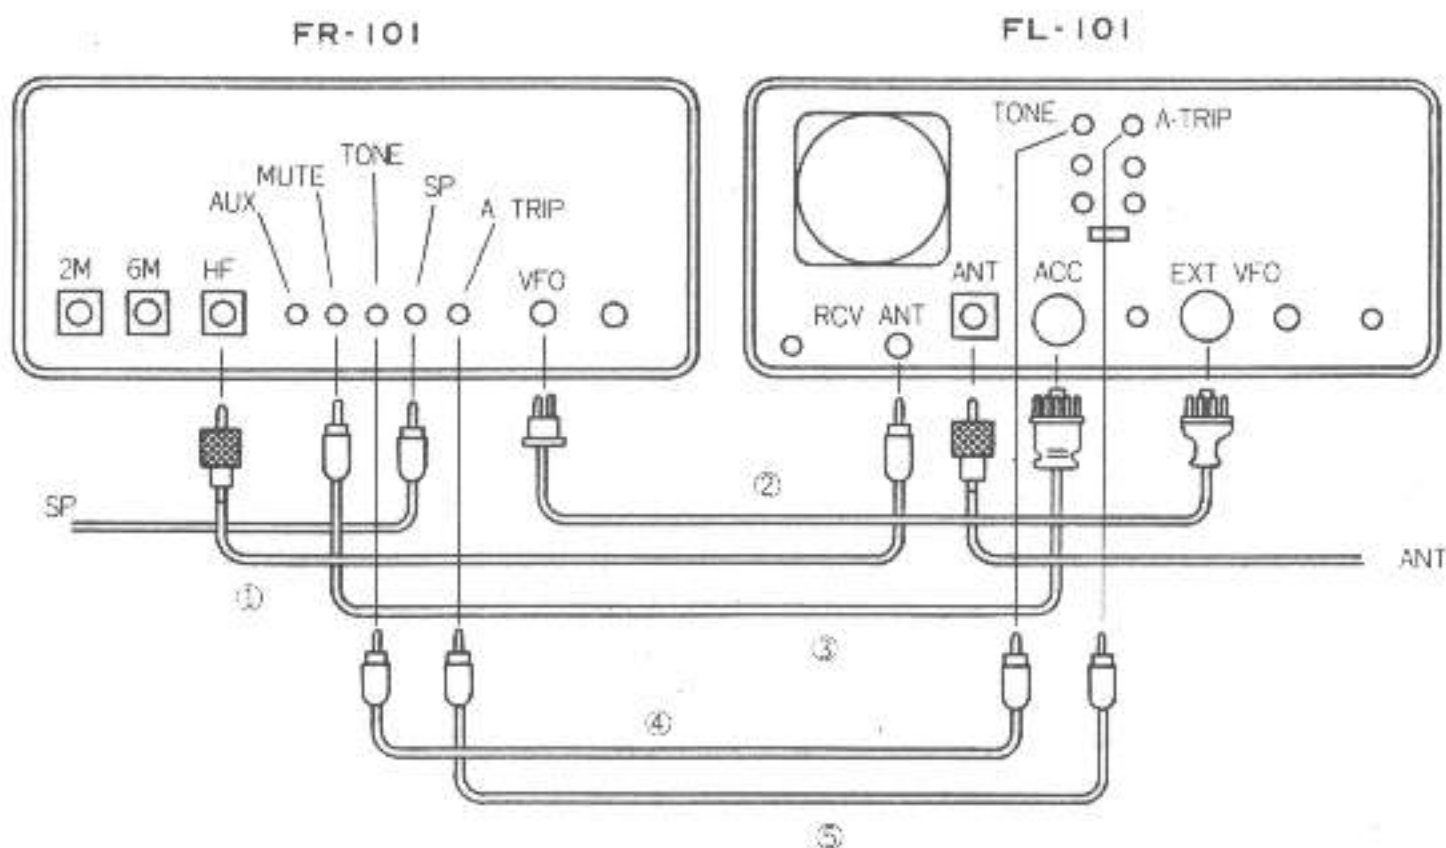 FR-101
FL-101
TONE
MUTE
AUX
SP
A TRIP
2M
6M
HF
VFO
TONE
A-TRIP
ANT
ACC
EXT VFO
RCV ANT
SP
②
ANT
①
③
④
⑤